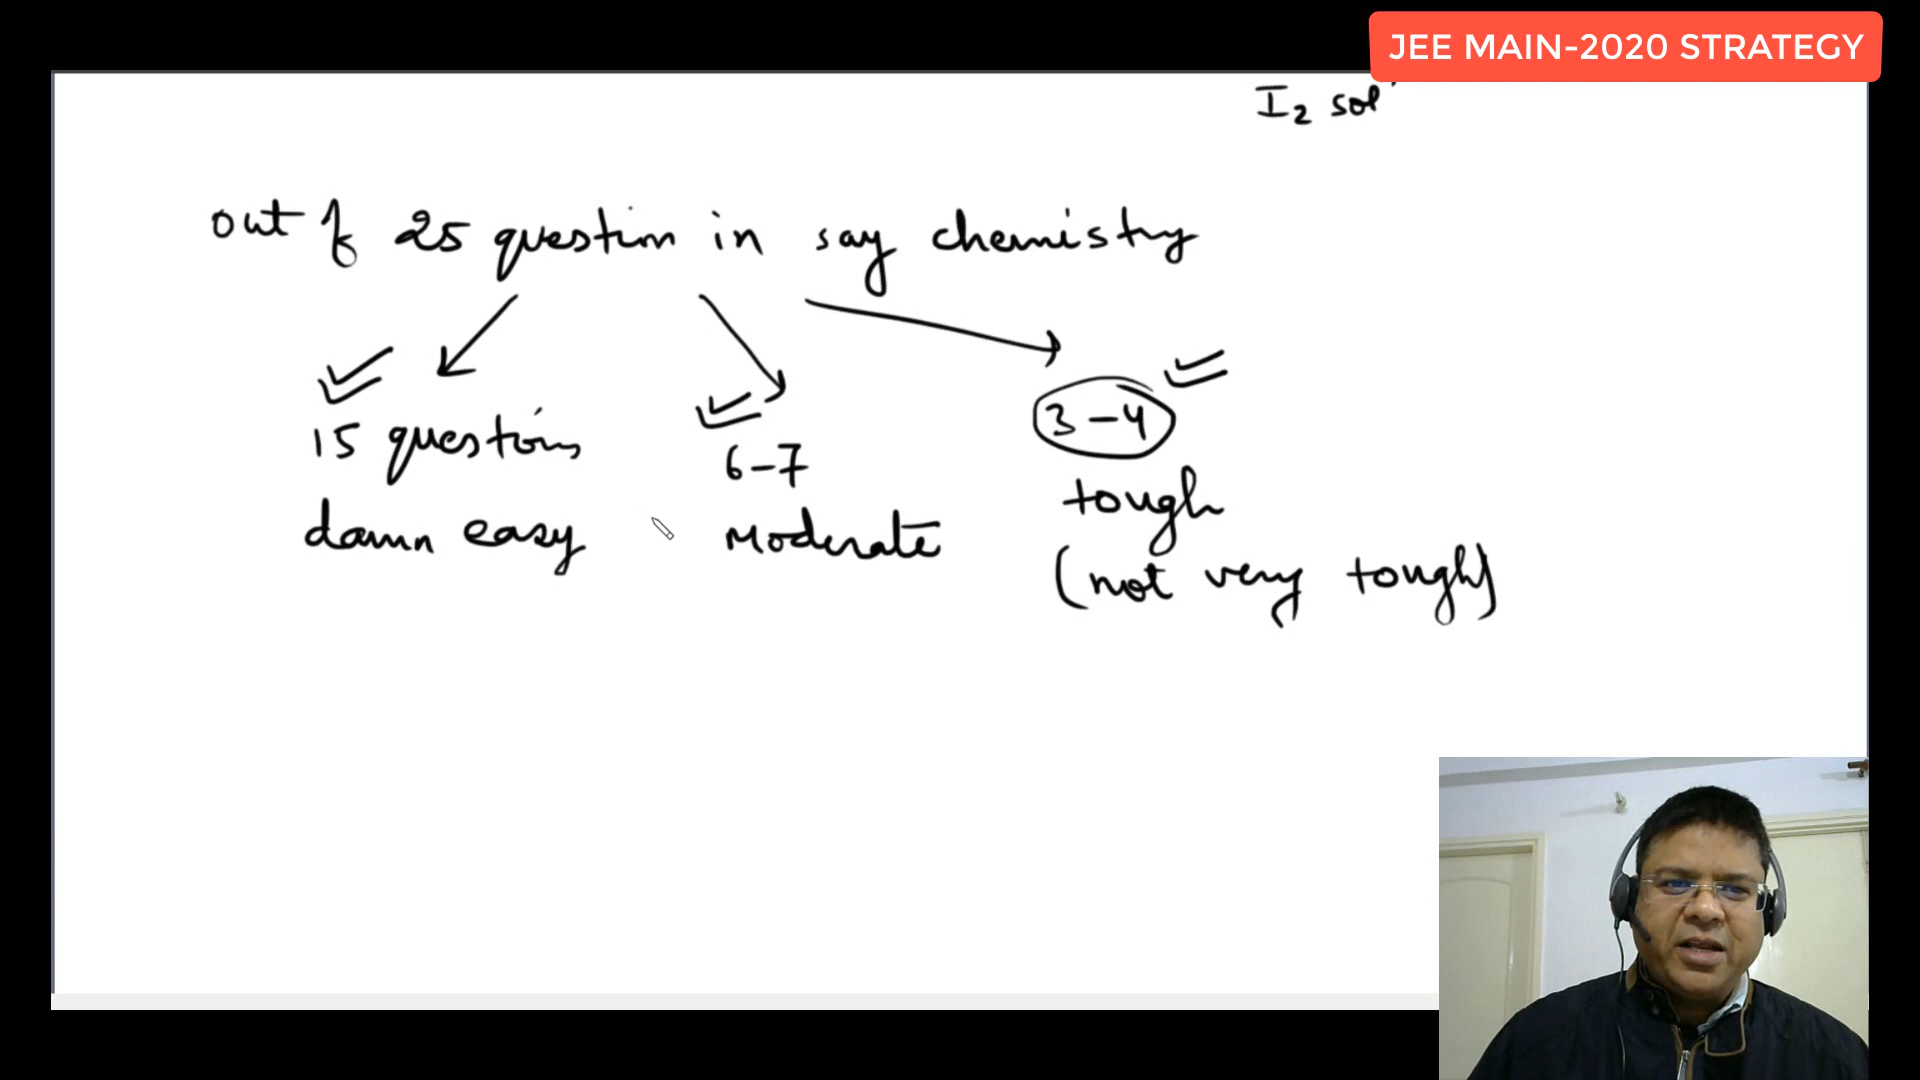 JEE MAIN-2020 STRATEGY
I₂ sol
out of 25 question in say chemistry
15 questions
6-7
3-4
damn easy
Moderate
tough
(not very tough)